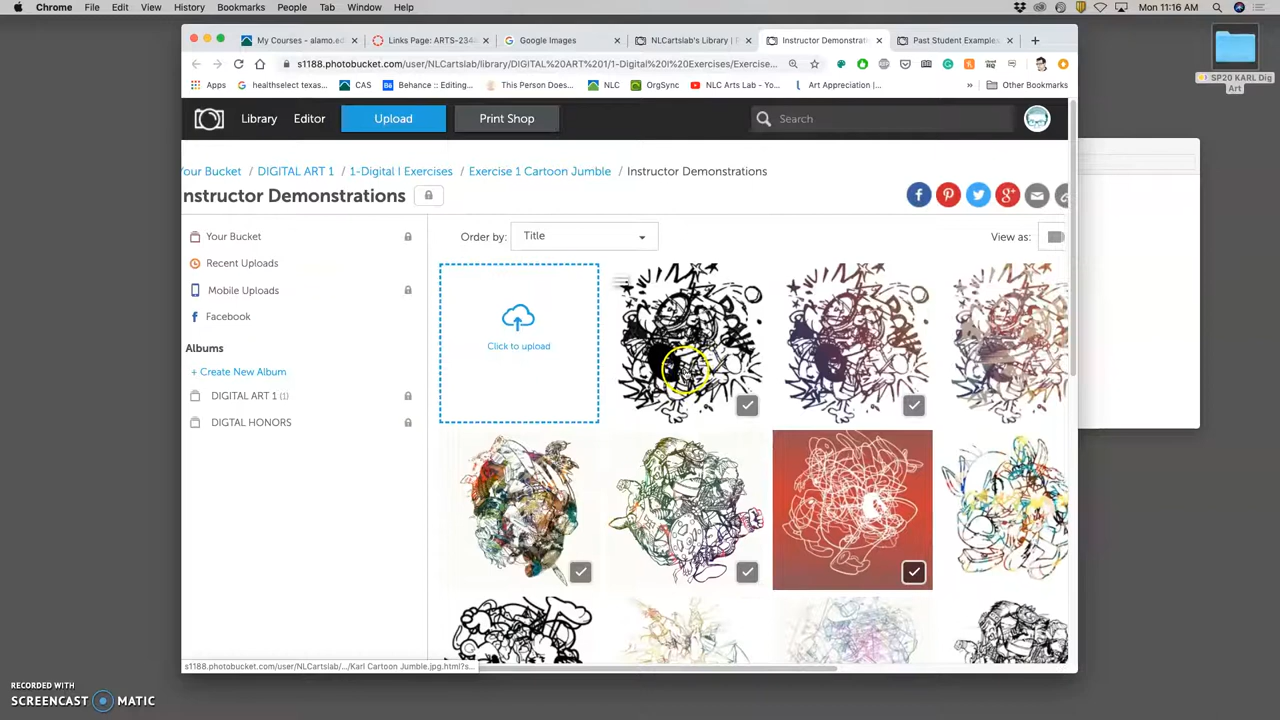 Chrome File Edit View History Bookmarks People Tab Window Help Mon 11:16 AM
My Courses - alamo.ed Links Page: ARTS-234 Google Images NLCartslab's Library | P Instructor Demonstrati Past Student Examples
s1188.photobucket.com/user/NLCartslab/library/DIGITAL%20ART%201/1-Digital%20I%20Exercises/Exercise...
Apps healthselect texas... CAS Behance :: Editing... This Person Does... NLC OrgSync NLC Arts Lab - Yo... Art Appreciation |... » Other Bookmarks
SP20 KARL Dig
Art
Library Editor Upload Print Shop Search
our Bucket / DIGITAL ART 1 / 1-Digital I Exercises / Exercise 1 Cartoon Jumble / Instructor Demonstrations
nstructor Demonstrations
Your Bucket
Recent Uploads
Mobile Uploads
Facebook
Albums
+ Create New Album
DIGITAL ART 1 (1)
DIGTAL HONORS
Order by: Title View as:
Click to upload
s1188.photobucket.com/user/NLCartslab/.../Karl Cartoon Jumble.jpg.html?s...
RECORDED WITH
SCREENCAST MATIC